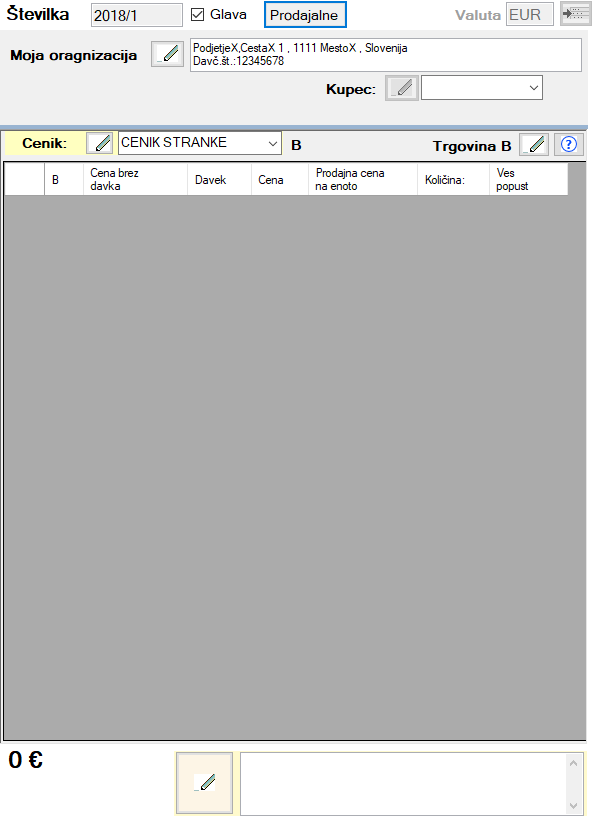 Številka 2018/1 Glava Prodajalne Valuta EUR
Moja oragnizacija PodjetjeX,CestaX 1 , 1111 MestoX , Slovenija
Davč.št.:12345678
Kupec:
Cenik: CENIK STRANKE B Trgovina B ?
B Cena brez davka Davek Cena Prodajna cena na enoto Količina: Ves popust
0 €